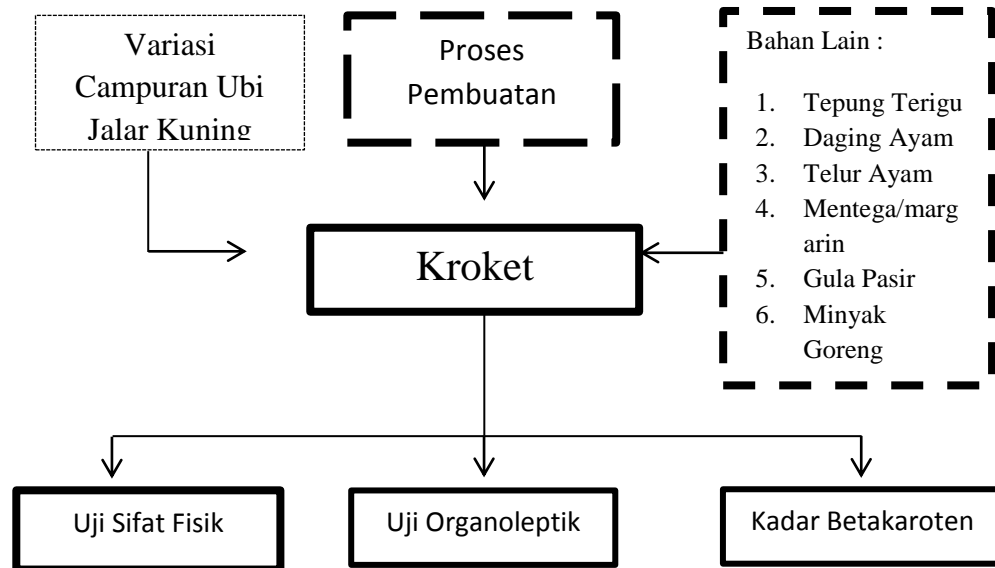 Variasi
Campuran Ubi
Jalar Kuning
Proses
Pembuatan
Bahan Lain :
1. Tepung Terigu
2. Daging Ayam
3. Telur Ayam
4. Mentega/marg
arin
5. Gula Pasir
6. Minyak
Goreng
Kroket
Uji Sifat Fisik
Uji Organoleptik
Kadar Betakaroten